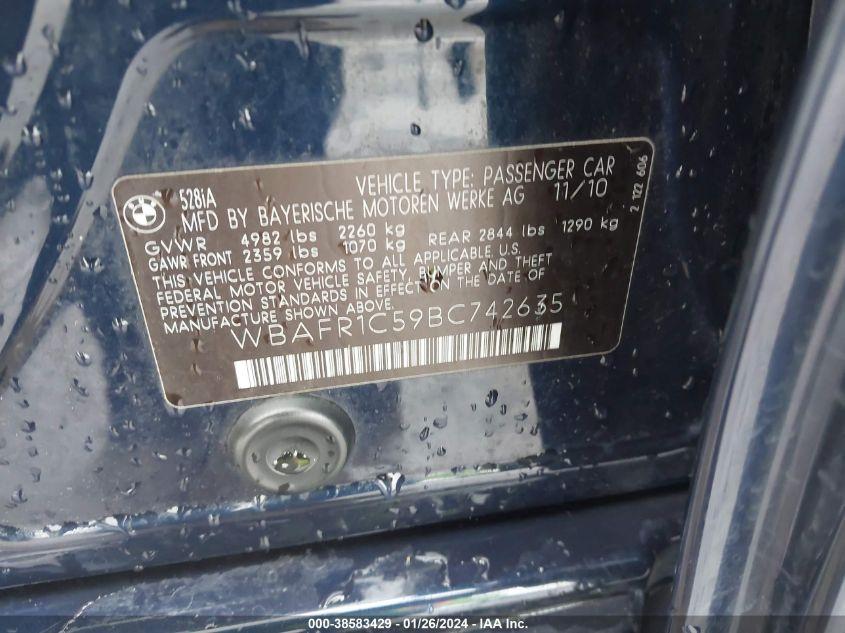 BMW
528iA
VEHICLE TYPE: PASSENGER CAR
MFD BY BAYERISCHE MOTOREN WERKE AG 11/10
GVWR 4982 lbs 2260 kg
GAWR FRONT 2359 lbs 1070 kg REAR 2844 lbs 1290 kg
THIS VEHICLE CONFORMS TO ALL APPLICABLE U.S.
FEDERAL MOTOR VEHICLE SAFETY, BUMPER AND THEFT
PREVENTION STANDARDS IN EFFECT ON THE DATE OF
MANUFACTURE SHOWN ABOVE.
WBAFR1C59BC742635
2 122 606
000-38583429 - 01/26/2024 - IAA Inc.